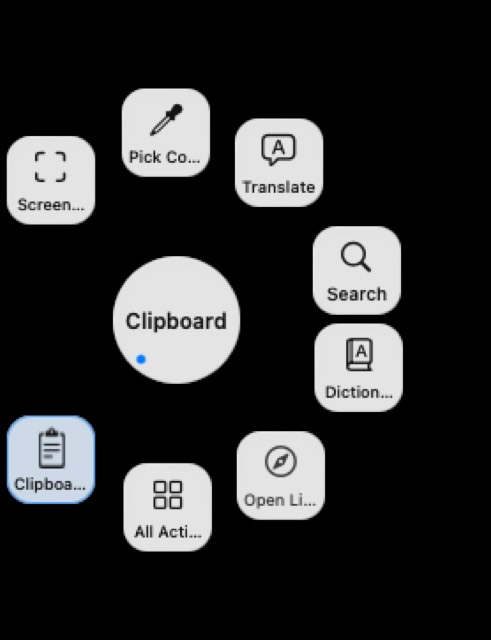 Pick Co...
Translate
Screen...
Search
Clipboard
Diction...
Clipboa...
Open Li...
All Acti...